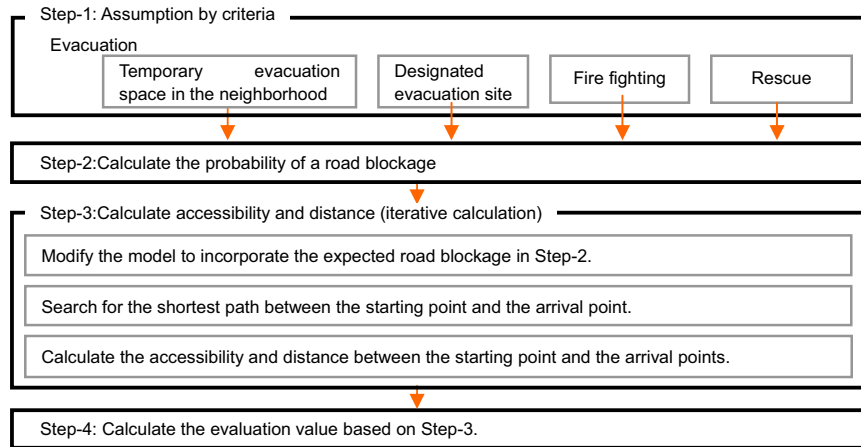 Step-1: Assumption by criteria
Evacuation
Temporary evacuation
space in the neighborhood
Designated
evacuation site
Fire fighting
Rescue
Step-2:Calculate the probability of a road blockage
Step-3:Calculate accessibility and distance (iterative calculation)
Modify the model to incorporate the expected road blockage in Step-2.
Search for the shortest path between the starting point and the arrival point.
Calculate the accessibility and distance between the starting point and the arrival points.
Step-4: Calculate the evaluation value based on Step-3.